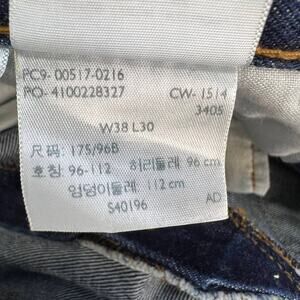 PC9- 00517-0216
PO- 4100228327 CW- 1514
3405
W38 L30
尺码: 175/96B
호칭: 96-112 허리둘레 96 cm
엉덩이둘레 112 cm
S40196 AD